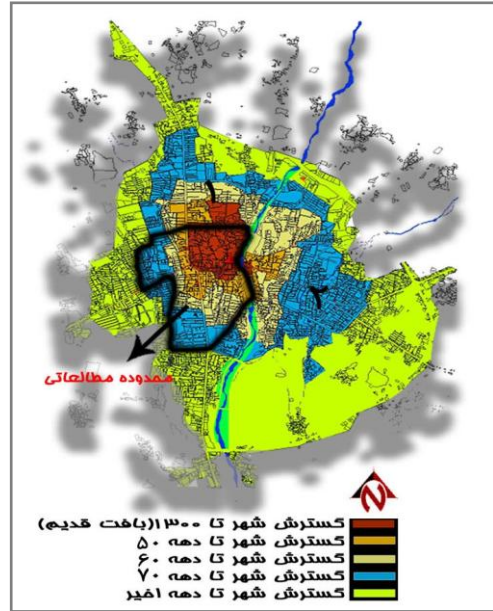 ۱
۲
محدوده مطالعاتی
گسترش شهر تا ۱۳۰۰(بافت قدیم)
گسترش شهر تا دهه ۵۰
گسترش شهر تا دهه ۶۰
گسترش شهر تا دهه ۷۰
گسترش شهر تا دهه اخیر